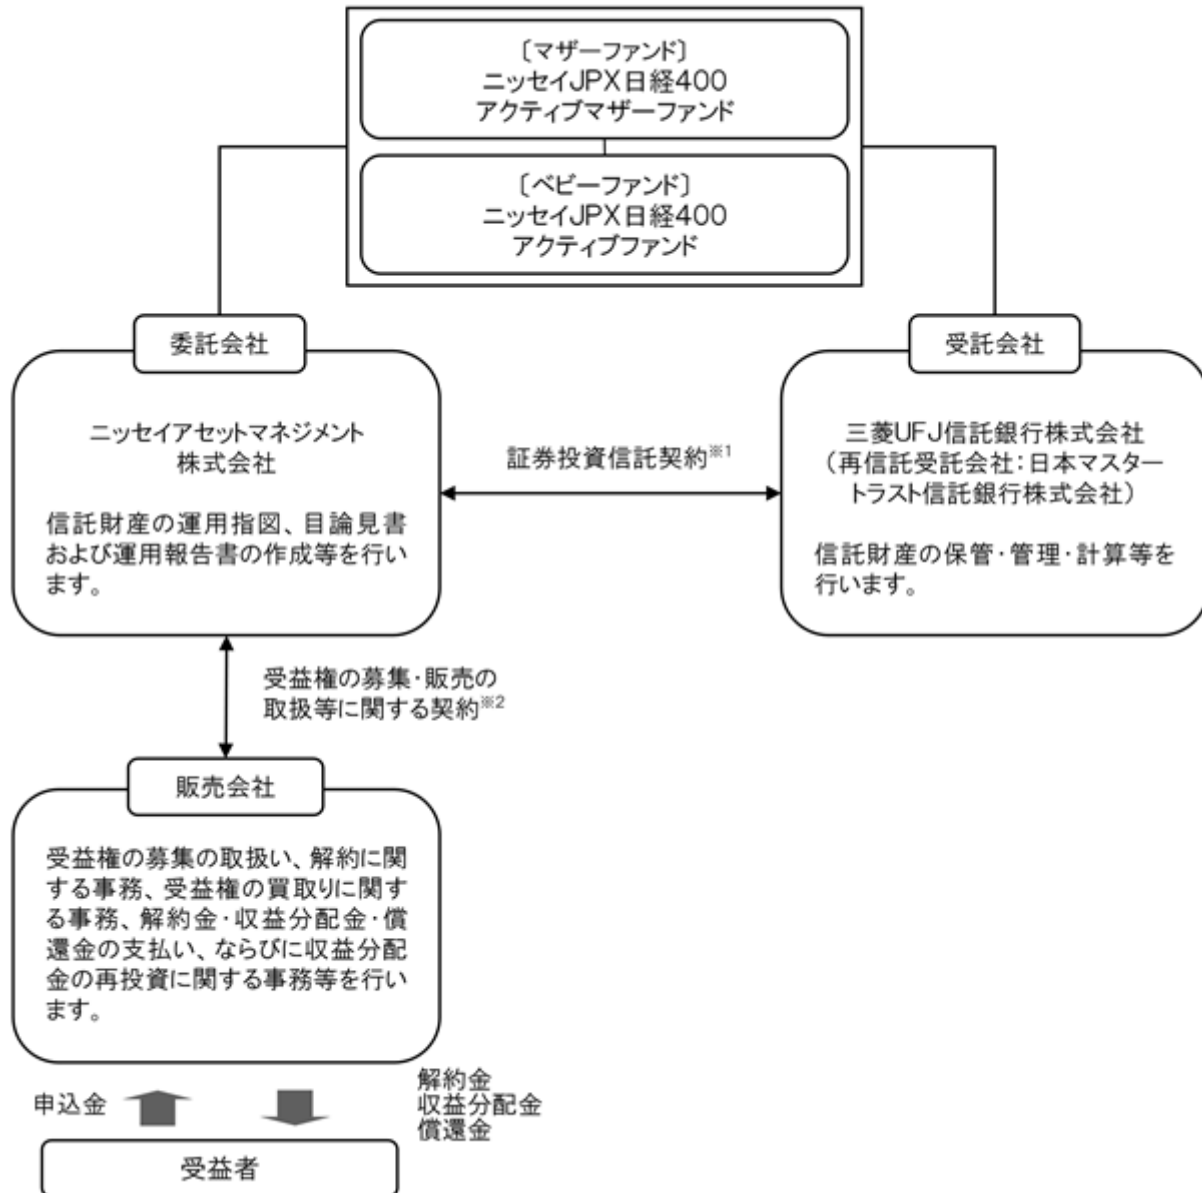 〔マザーファンド〕
ニッセイJPX日経400
アクティブマザーファンド
〔ベビーファンド〕
ニッセイJPX日経400
アクティブファンド
委託会社
ニッセイアセットマネジメント
株式会社
信託財産の運用指図、目論見書
および運用報告書の作成等を行い
ます。
証券投資信託契約※1
受託会社
三菱UFJ信託銀行株式会社
（再信託受託会社：日本マスター
トラスト信託銀行株式会社）
信託財産の保管・管理・計算等を
行います。
受益権の募集・販売の
取扱等に関する契約※2
販売会社
受益権の募集の取扱い、解約に関
する事務、受益権の買取りに関す
る事務、解約金・収益分配金・償
還金の支払い、ならびに収益分配
金の再投資に関する事務等を行い
ます。
申込金
解約金
収益分配金
償還金
受益者